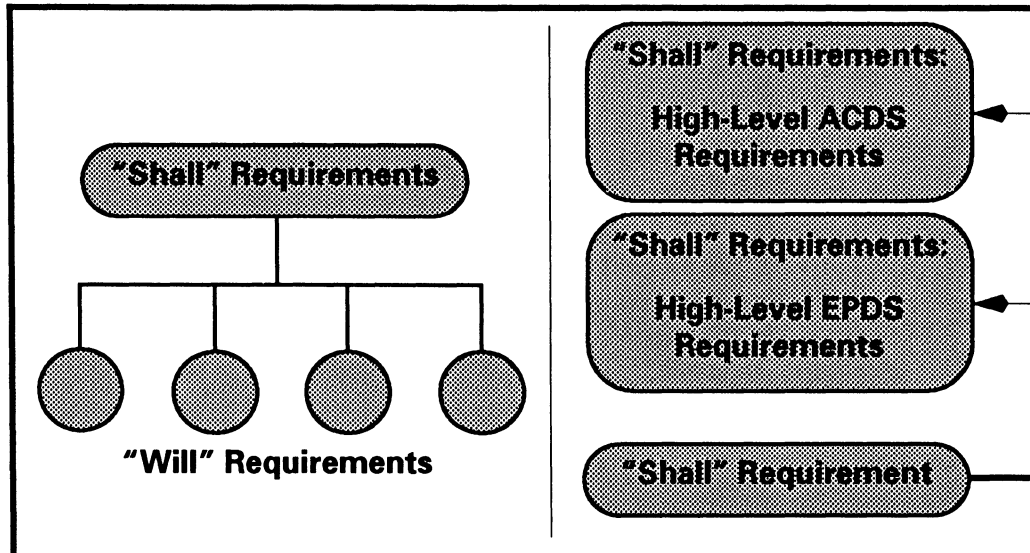 "Shall" Requirements
"Will" Requirements
"Shall" Requirements:
High-Level ACDS
Requirements
"Shall" Requirements:
High-Level EPDS
Requirements
"Shall" Requirement